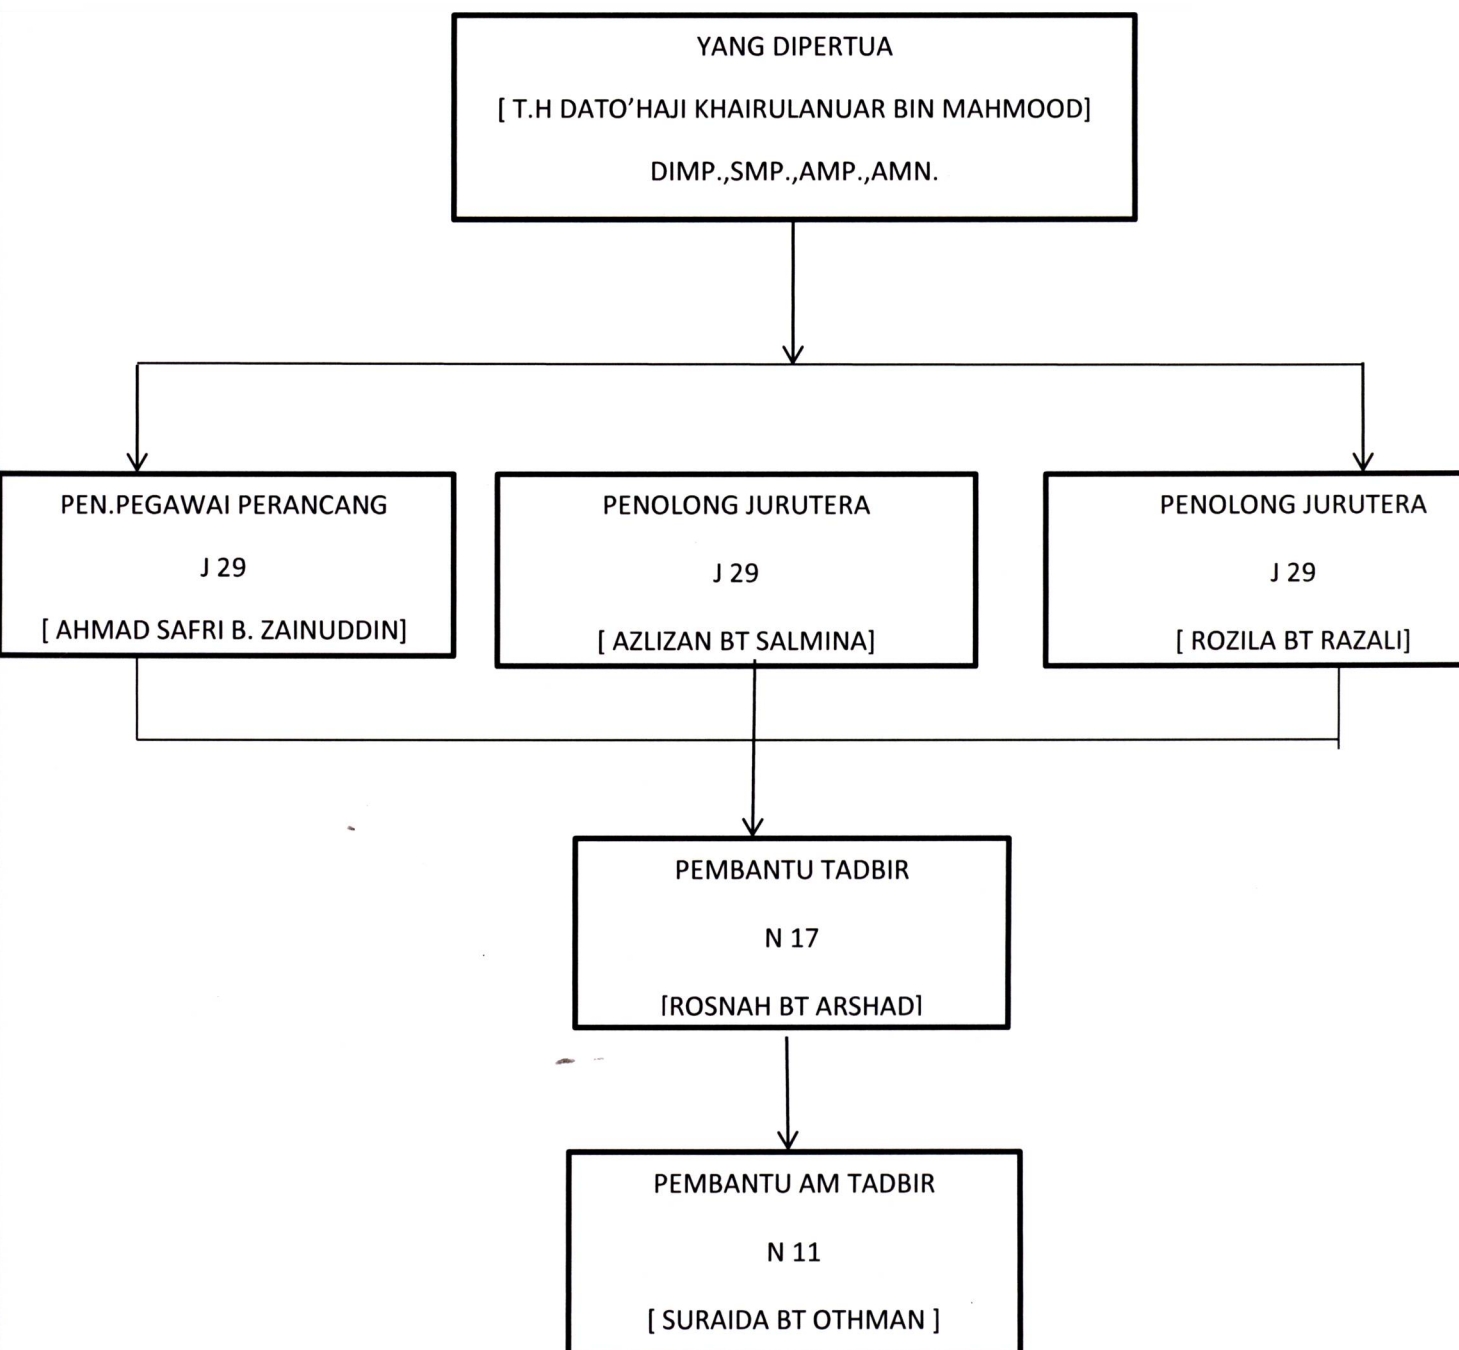 YANG DIPERTUA
[ T.H DATO’HAJI KHAIRULANUAR BIN MAHMOOD]
DIMP.,SMP.,AMP.,AMN.
PEN.PEGAWAI PERANCANG
J 29
[ AHMAD SAFRI B. ZAINUDDIN]
PENOLONG JURUTERA
J 29
[ AZLIZAN BT SALMINA]
PENOLONG JURUTERA
J 29
[ ROZILA BT RAZALI]
PEMBANTU TADBIR
N 17
[ROSNAH BT ARSHAD]
PEMBANTU AM TADBIR
N 11
[ SURAIDA BT OTHMAN ]